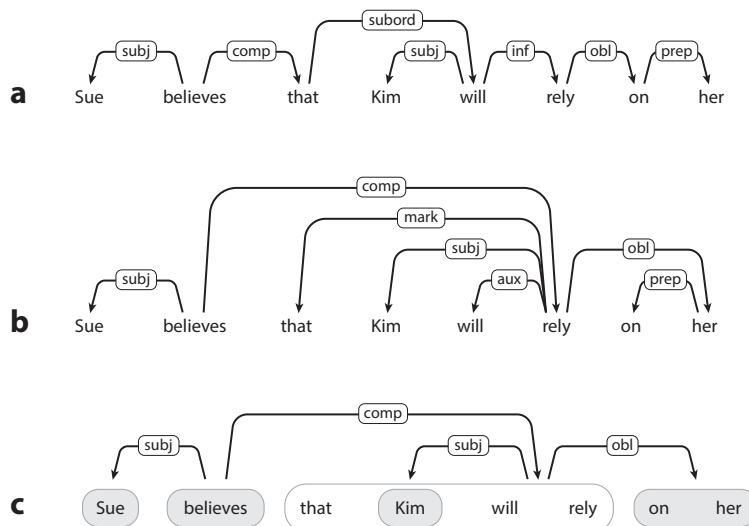 subord
subj comp subj inf obl prep
a Sue believes that Kim will rely on her
comp
mark
subj obl
subj aux prep
b Sue believes that Kim will rely on her
comp
subj subj obl
c Sue believes that Kim will rely on her